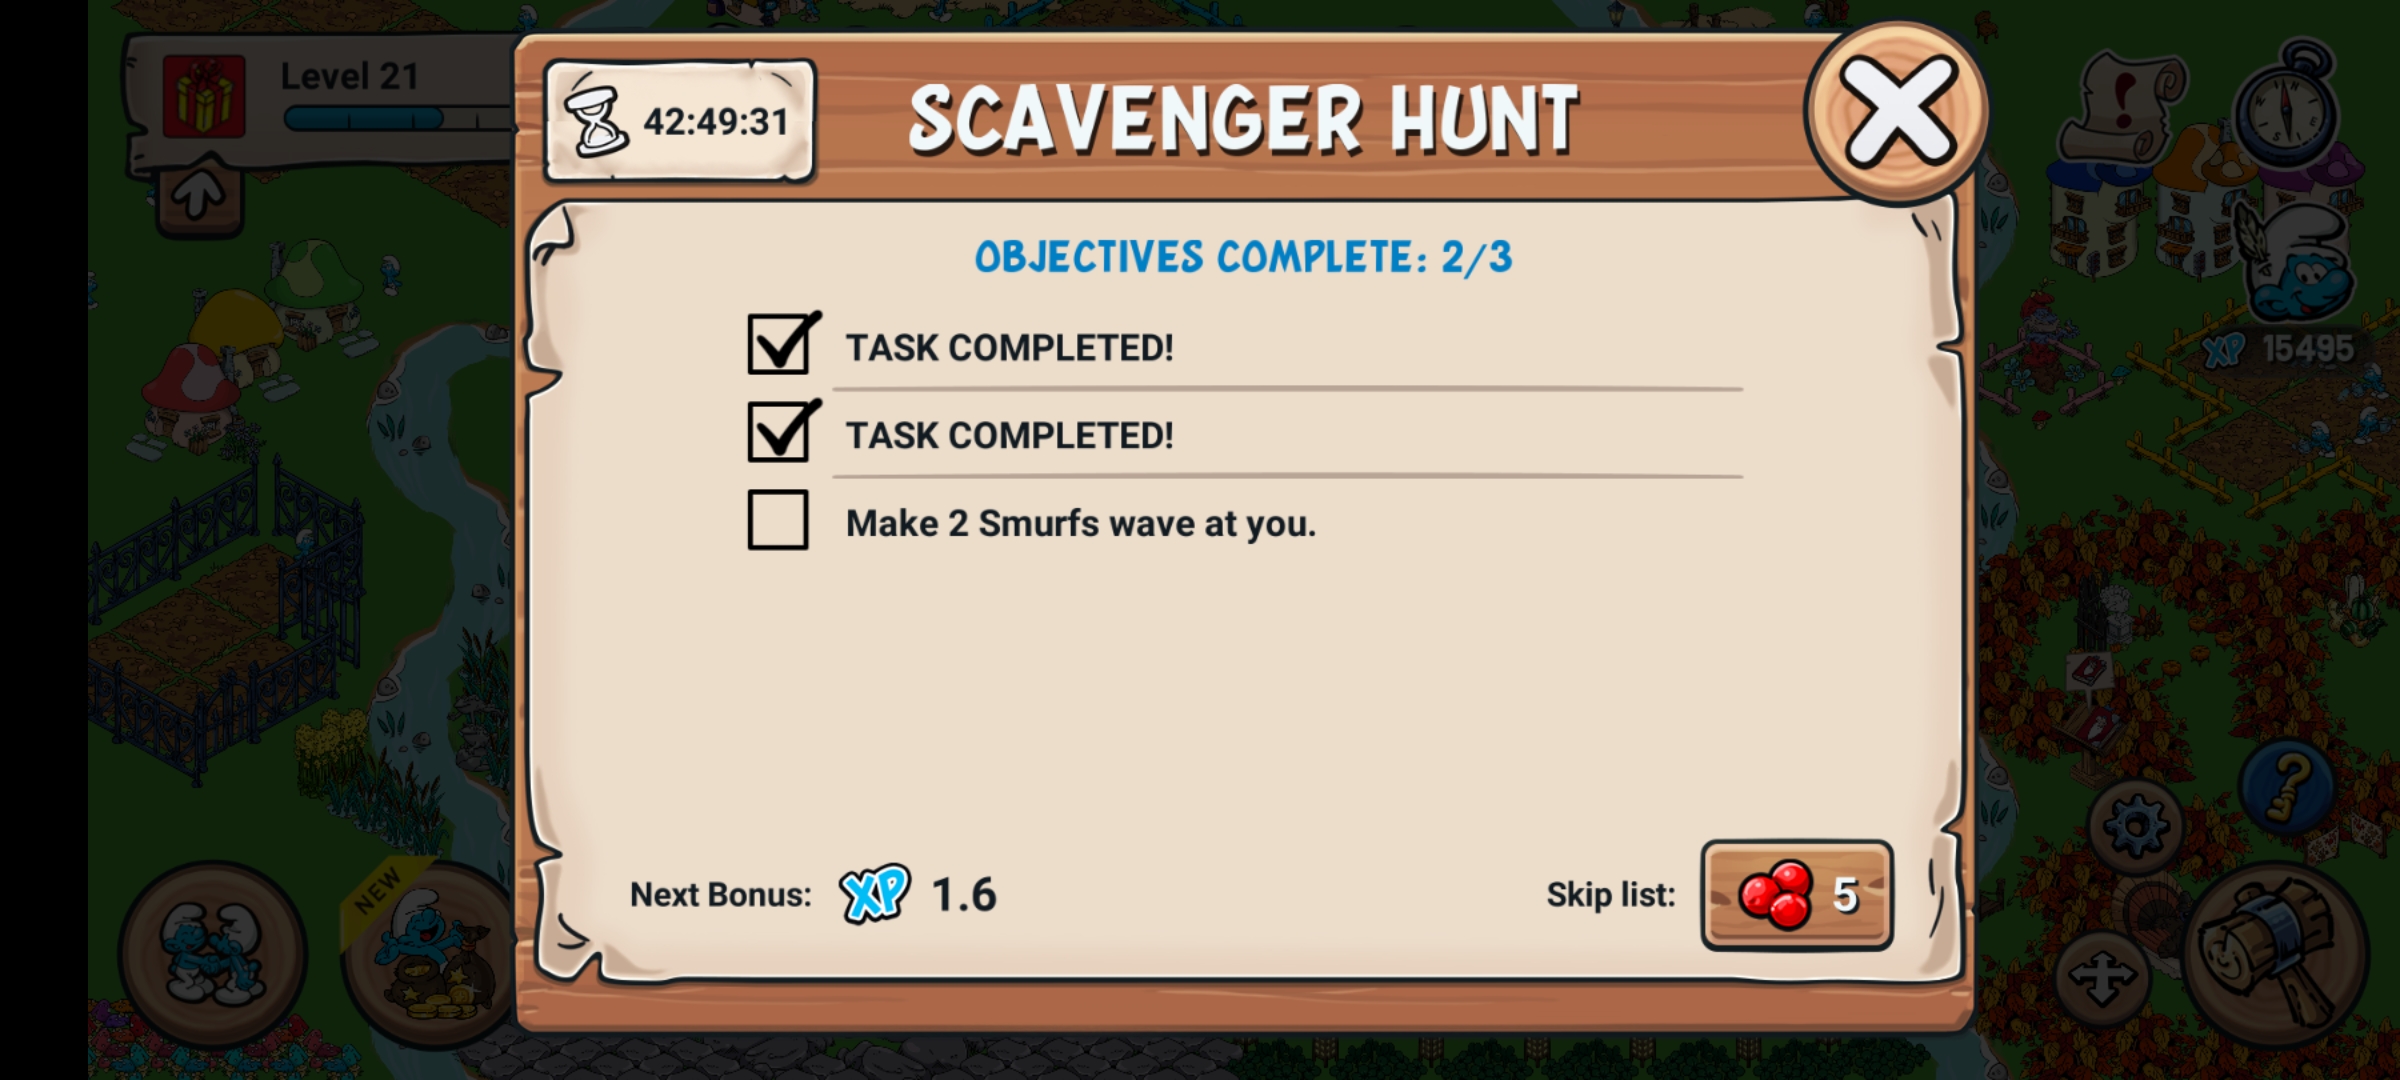 Level 21
42:49:31
SCAVENGER HUNT
OBJECTIVES COMPLETE: 2/3
TASK COMPLETED!
TASK COMPLETED!
Make 2 Smurfs wave at you.
XP 15495
NEW
Next Bonus: XP 1.6
Skip list: 5